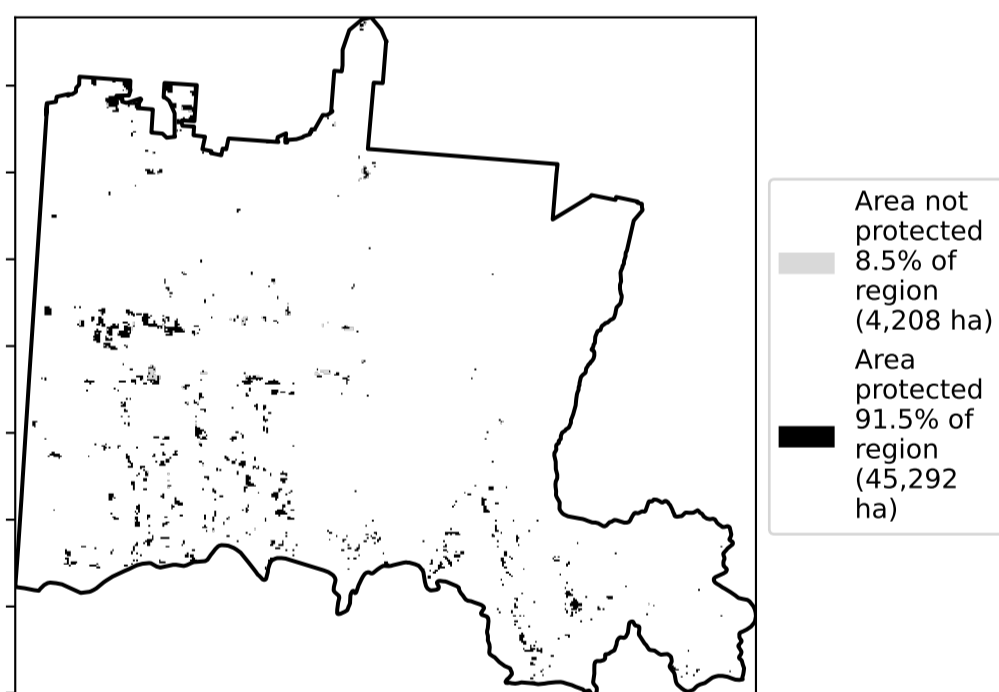 Area not
protected
8.5% of
region
(4,208 ha)
Area
protected
91.5% of
region
(45,292
ha)